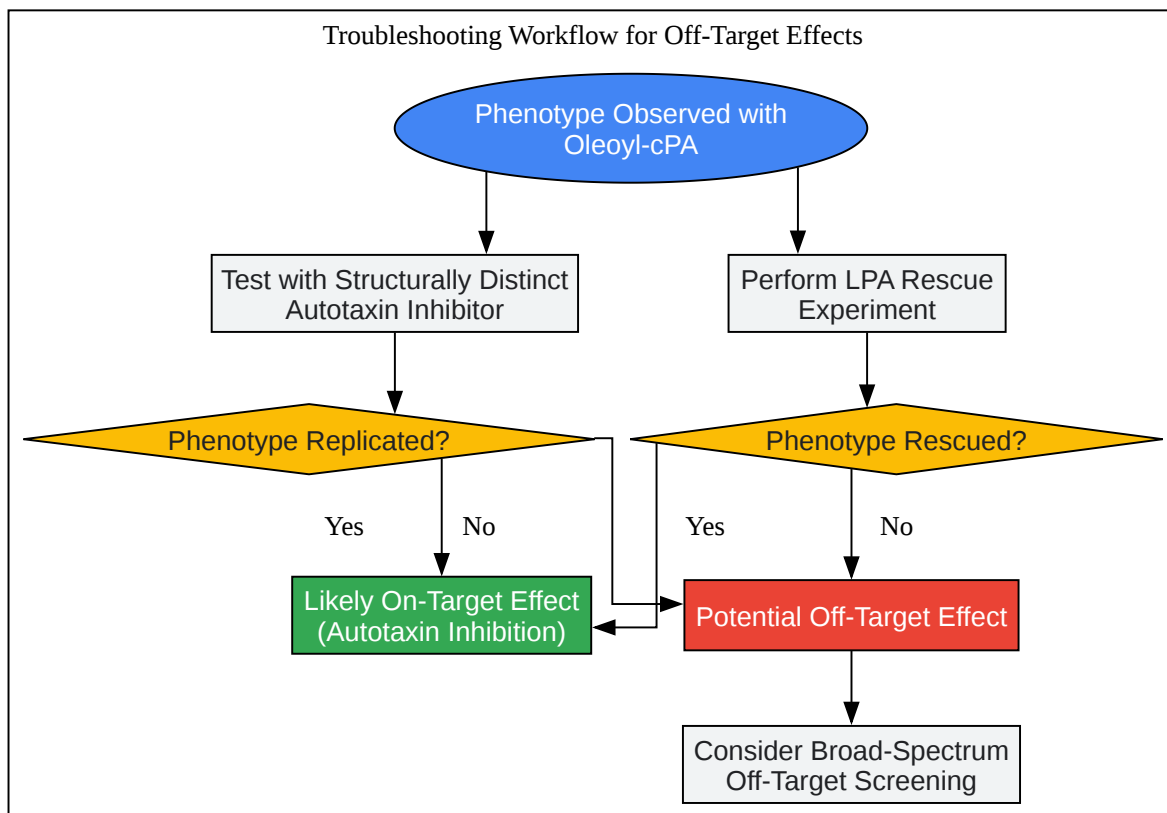 Troubleshooting Workflow for Off-Target Effects
Phenotype Observed with
Oleoyl-cPA
Test with Structurally Distinct
Autotaxin Inhibitor
Perform LPA Rescue
Experiment
Phenotype Replicated?
Phenotype Rescued?
Yes
No
Yes
No
Likely On-Target Effect
(Autotaxin Inhibition)
Potential Off-Target Effect
Consider Broad-Spectrum
Off-Target Screening